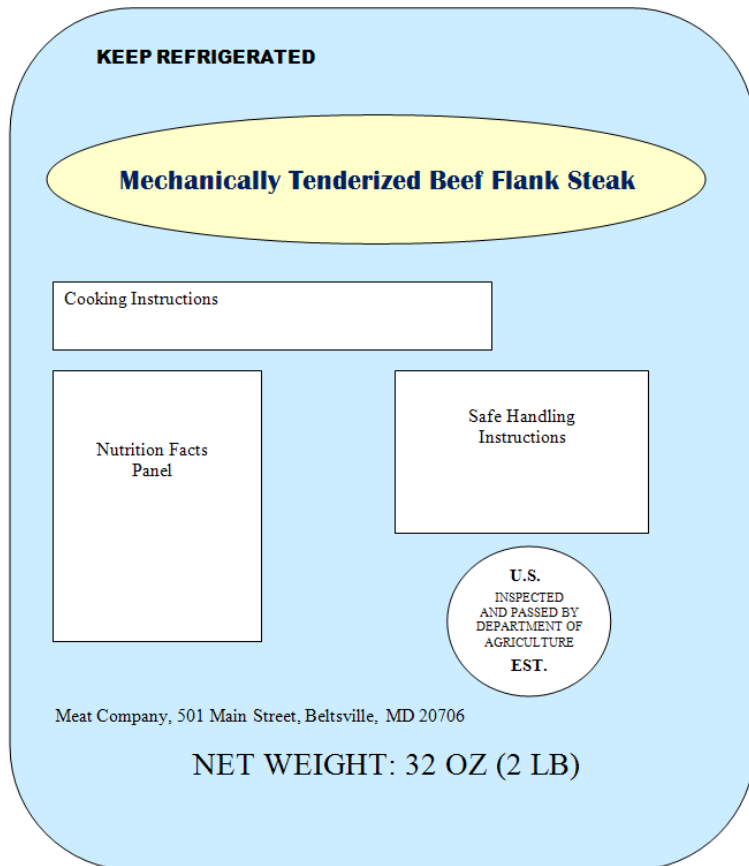 KEEP REFRIGERATED
Mechanically Tenderized Beef Flank Steak
Cooking Instructions
Nutrition Facts
Panel
Safe Handling
Instructions
U.S.
INSPECTED
AND PASSED BY
DEPARTMENT OF
AGRICULTURE
EST.
Meat Company, 501 Main Street, Beltsville, MD 20706
NET WEIGHT: 32 OZ (2 LB)